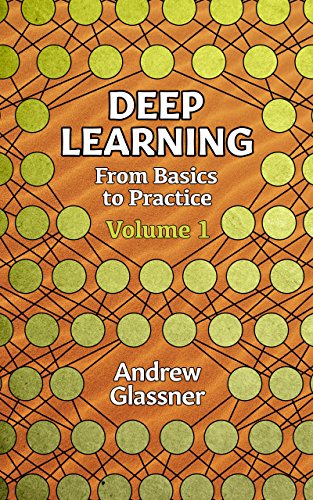 DEEP
LEARNING
From Basics
to Practice
Volume 1
Andrew
Glassner